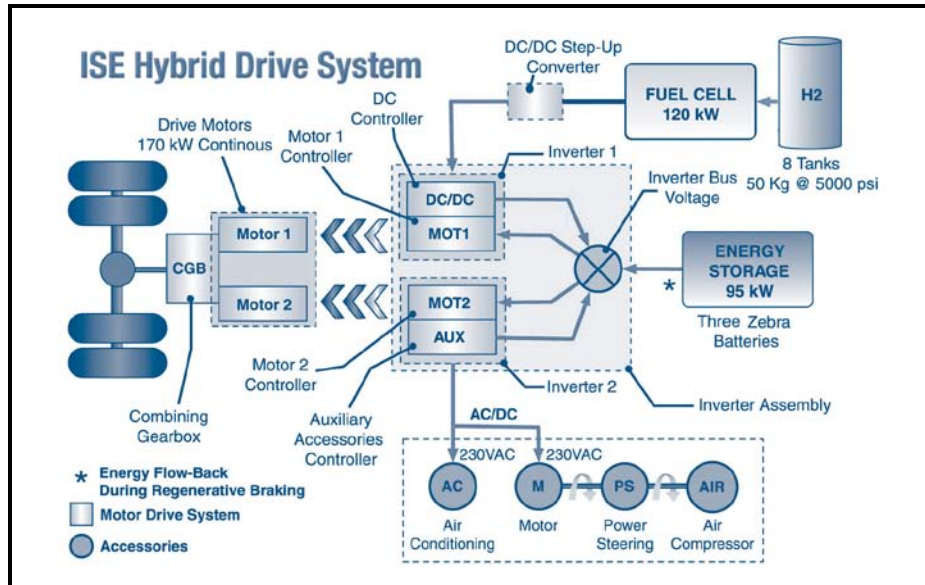 ISE Hybrid Drive System
DC/DC Step-Up
Converter
FUEL CELL
120 kW
H2
8 Tanks
50 Kg @ 5000 psi
DC
Controller
Drive Motors
170 kW Continous
Motor 1
Controller
Inverter 1
Inverter Bus
Voltage
DC/DC
MOT1
Motor 1
CGB
Motor 2
MOT2
AUX
ENERGY
STORAGE
95 kW
*
Three Zebra
Batteries
Motor 2
Controller
Inverter 2
Inverter Assembly
Combining
Gearbox
Auxiliary
Accessories
Controller
AC/DC
230VAC
230VAC
AC
M
PS
AIR
Air
Conditioning
Motor
Power
Steering
Air
Compressor
* Energy Flow-Back
During Regenerative Braking
Motor Drive System
Accessories